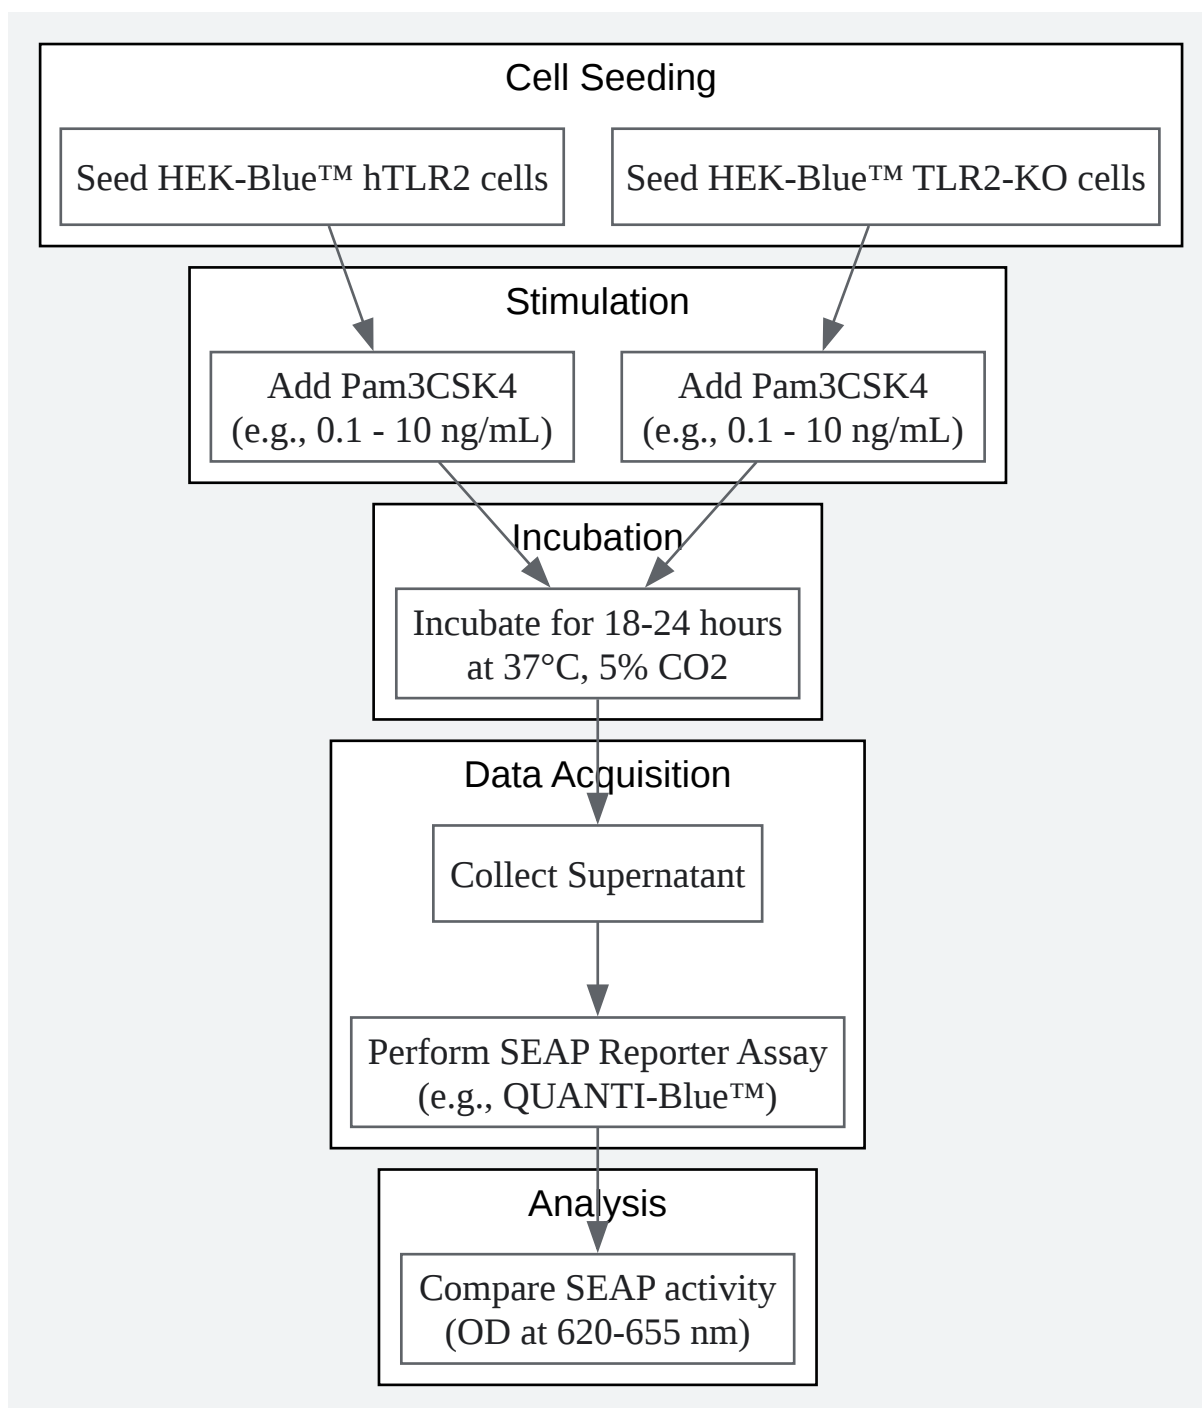 Cell Seeding
Seed HEK-Blue™ hTLR2 cells
Seed HEK-Blue™ TLR2-KO cells
Stimulation
Add Pam3CSK4
(e.g., 0.1 - 10 ng/mL)
Add Pam3CSK4
(e.g., 0.1 - 10 ng/mL)
Incubation
Incubate for 18-24 hours
at 37°C, 5% CO2
Data Acquisition
Collect Supernatant
Perform SEAP Reporter Assay
(e.g., QUANTI-Blue™)
Analysis
Compare SEAP activity
(OD at 620-655 nm)